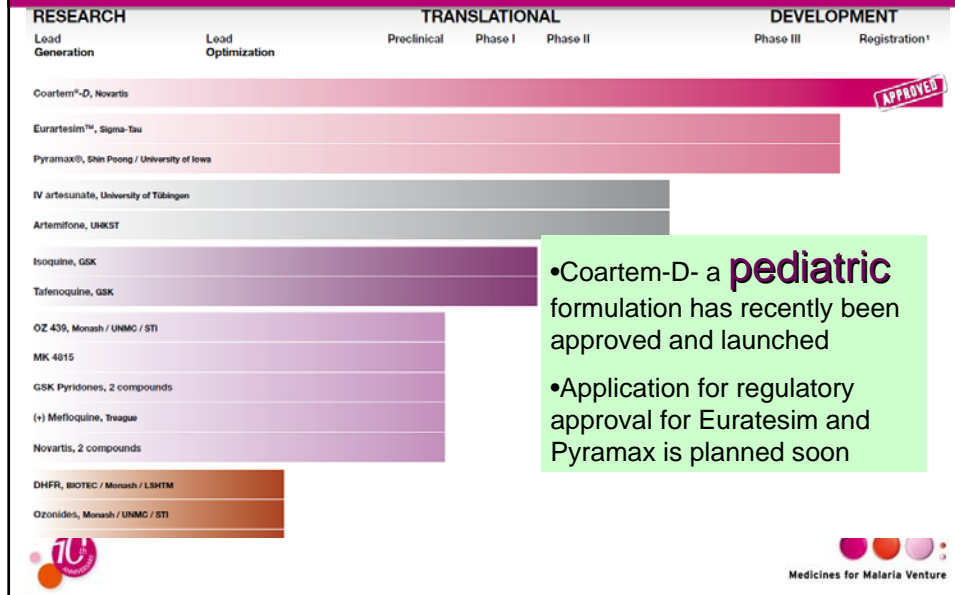 RESEARCH TRANSLATIONAL DEVELOPMENT
Lead Generation Lead Optimization Preclinical Phase I Phase II Phase III Registration¹
Coartem®-D, Novartis
APPROVED
Eurartesim™, Sigma-Tau
Pyramax®, Shin Poong / University of Iowa
IV artesunate, University of Tübingen
Artemifone, UHKST
Isoquine, GSK
Tafenoquine, GSK
OZ 439, Monash / UNMC / STI
MK 4815
GSK Pyridones, 2 compounds
(+) Mefloquine, Treague
Novartis, 2 compounds
DHFR, BIOTEC / Monash / LSHTM
Ozonides, Monash / UNMC / STI
•Coartem-D- a pediatric
formulation has recently been
approved and launched
•Application for regulatory
approval for Euratesim and
Pyramax is planned soon
10th
ANNIVERSARY
Medicines for Malaria Venture